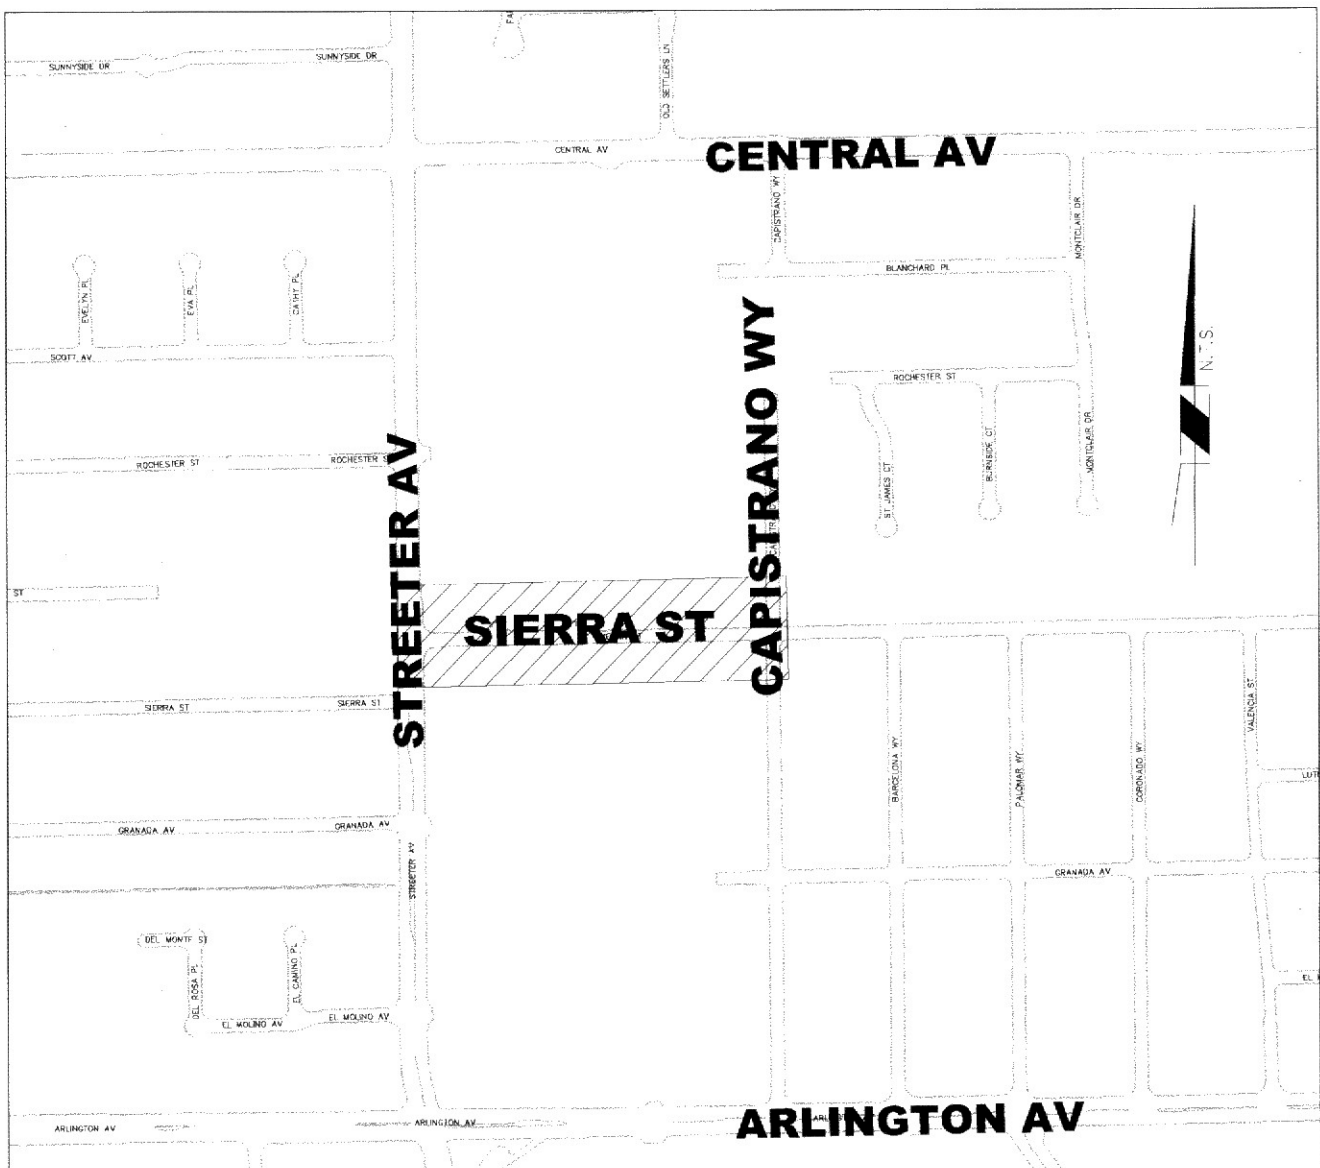 SUNNYSIDE DR
SUNNYSIDE DR
OLD SETTLERS LN
CENTRAL AV
CENTRAL AV
CAPISTRANO WY
MONTCLAIR DR
BLANCHARD PL
EVELYN PL
EVA PL
CATHY PL
SCOTT AV
CAPISTRANO WY
N.T.S.
ROCHESTER ST
ROCHESTER ST
ROCHESTER S
STREETER AV
ST JAMES CT
BURNSIDE CT
MONTCLAIR DR
ST
SIERRA ST
SIERRA ST
SIERRA ST
BARCELONA WY
PALOMAR WY
CORONADO WY
VALENCIA ST
GRANADA AV
GRANADA AV
STREETER AV
GRANADA AV
DEL MONTE ST
DEL ROSA PL
EL CAMINO PL
EL MOLINO AV
EL MOLINO AV
ARLINGTON AV
ARLINGTON AV
ARLINGTON AV